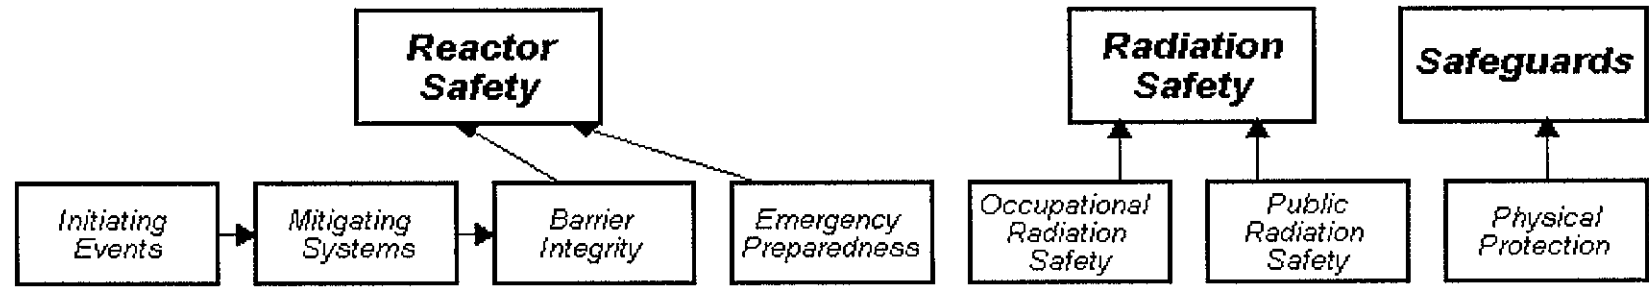 Reactor
Safety
Radiation
Safety
Safeguards
Initiating
Events
Mitigating
Systems
Barrier
Integrity
Emergency
Preparedness
Occupational
Radiation
Safety
Public
Radiation
Safety
Physical
Protection